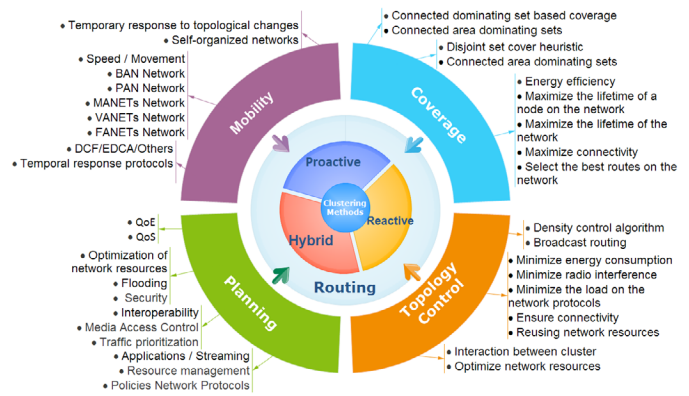 ● Temporary response to topological changes
● Self-organized networks
● Speed / Movement
● BAN Network
● PAN Network
● MANETs Network
● VANETs Network
● FANETs Network
● DCF/EDCA/Others
● Temporal response protocols
Mobility
● Connected dominating set based coverage
● Connected area dominating sets
● Disjoint set cover heuristic
● Connected area dominating sets
● Energy efficiency
● Maximize the lifetime of a
node on the network
● Maximize the lifetime of the
network
● Maximize connectivity
● Select the best routes on the
network
Coverage
Proactive
Clustering
Methods
Reactive
Hybrid
Routing
● QoE
● QoS
● Optimization of
network resources
● Flooding
● Security
● Interoperability
● Media Access Control
● Traffic prioritization
● Applications / Streaming
● Resource management
● Policies Network Protocols
Planning
● Density control algorithm
● Broadcast routing
● Minimize energy consumption
● Minimize radio interference
● Minimize the load on the
network protocols
● Ensure connectivity
● Reusing network resources
● Interaction between cluster
● Optimize network resources
Topology
Control